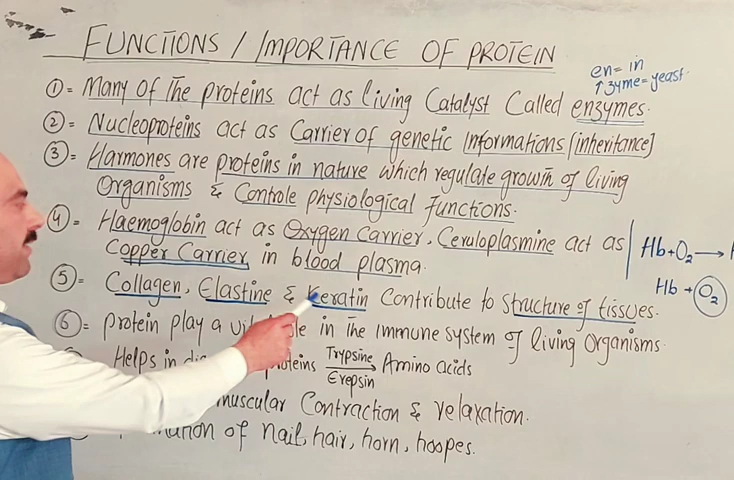 FUNCTIONS / IMPORTANCE OF PROTEIN
en = in
↑ zyme = yeast
① = Many of the proteins act as living Catalyst Called enzymes.
② = Nucleoproteins act as Carrier of genetic Informations (inheritance]
③ = Harmones are proteins in nature which regulate growth of living
Organisms & Controle physiological functions.
④ = Haemoglobin act as Oxygen Carrier, Ceruloplasmine act as
Copper Carrier in blood plasma.
Hb + O₂ →
Hb + O₂
⑤ = Collagen, Elastine & Keratin Contribute to Structure of tissues.
⑥ = protein play a in the immune system of living Organisms.
Helps in Trypsine Amino acids
Erepsin
muscular Contraction & relaxation.
of nail, hair, horn, hoopes.